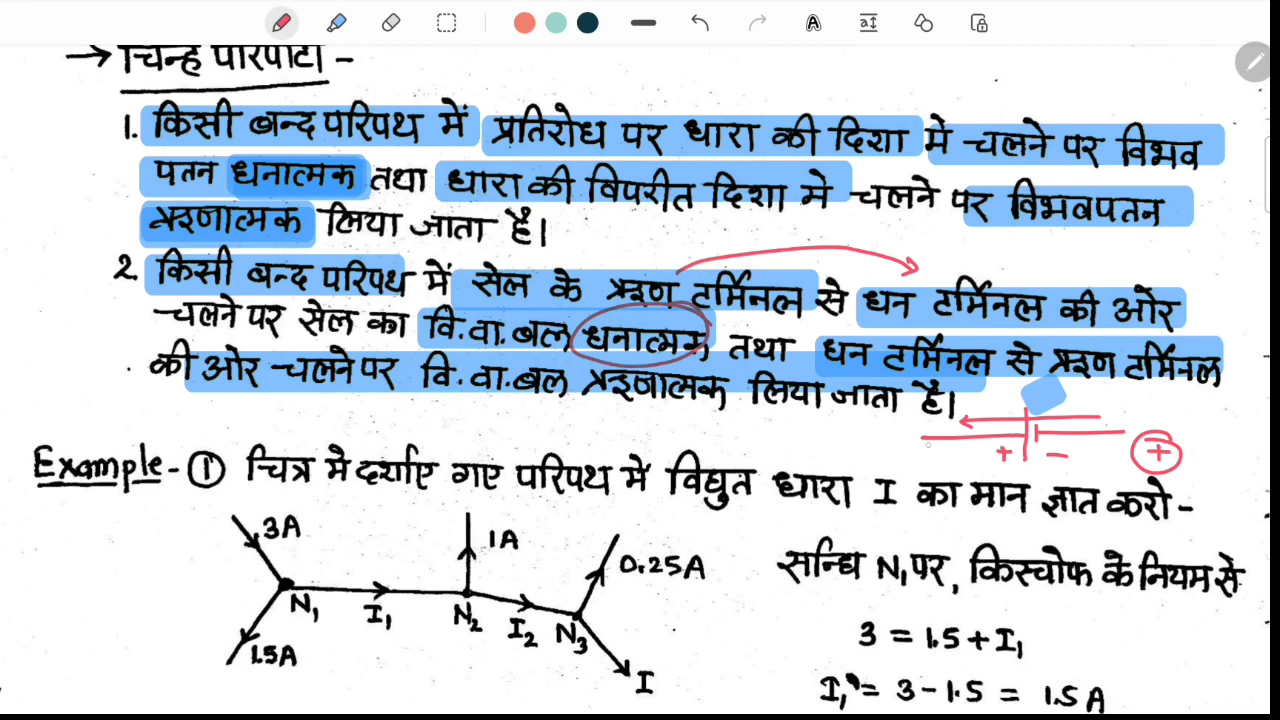 → चिन्ह परिपाटी -
1. किसी बन्द परिपथ में प्रतिरोध पर धारा की दिशा मे चलने पर विभव
पतन धनात्मक तथा धारा की विपरीत दिशा मे चलने पर विभवपतन
ऋणात्मक लिया जाता है।
2. किसी बन्द परिपथ में सेल के ऋण टर्मिनल से धन टर्मिनल की ओर
चलने पर सेल का वि.वा.बल धनात्मक तथा धन टर्मिनल से ऋण टर्मिनल
की ओर चलने पर वि.वा.बल ऋणात्मक लिया जाता है।
+ - +
Example - ① चित्र मे दर्शाए गए परिपथ मे विद्युत धारा I का मान ज्ञात करो -
3A
1A
0.25A
N₁
I₁
N₂
I₂
N₃
1.5A
I
सन्धि N₁ पर, किरचोफ के नियम से
3 = 1.5 + I₁
I₁ = 3 - 1.5 = 1.5 A